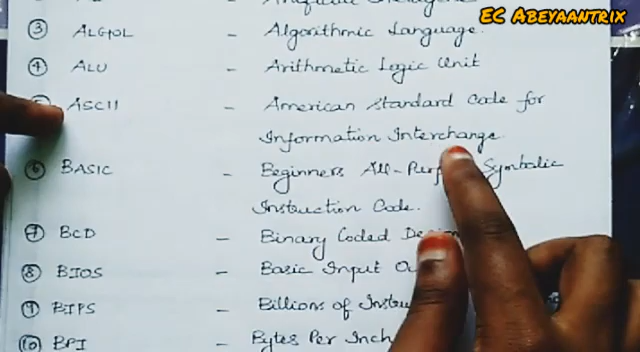 EC ABEYAANTRIX
③ ALGOL - Algorithmic Language.
④ ALU - Arithmetic Logic Unit
ASCII - American Standard Code for
Information Interchange
⑥ BASIC - Beginners All- Symbolic
Instruction Code.
⑦ BCD - Binary Coded
⑧ BIOS - Basic Input
⑨ BIPS - Billions of
⑩ BPI - Bytes Per Inch